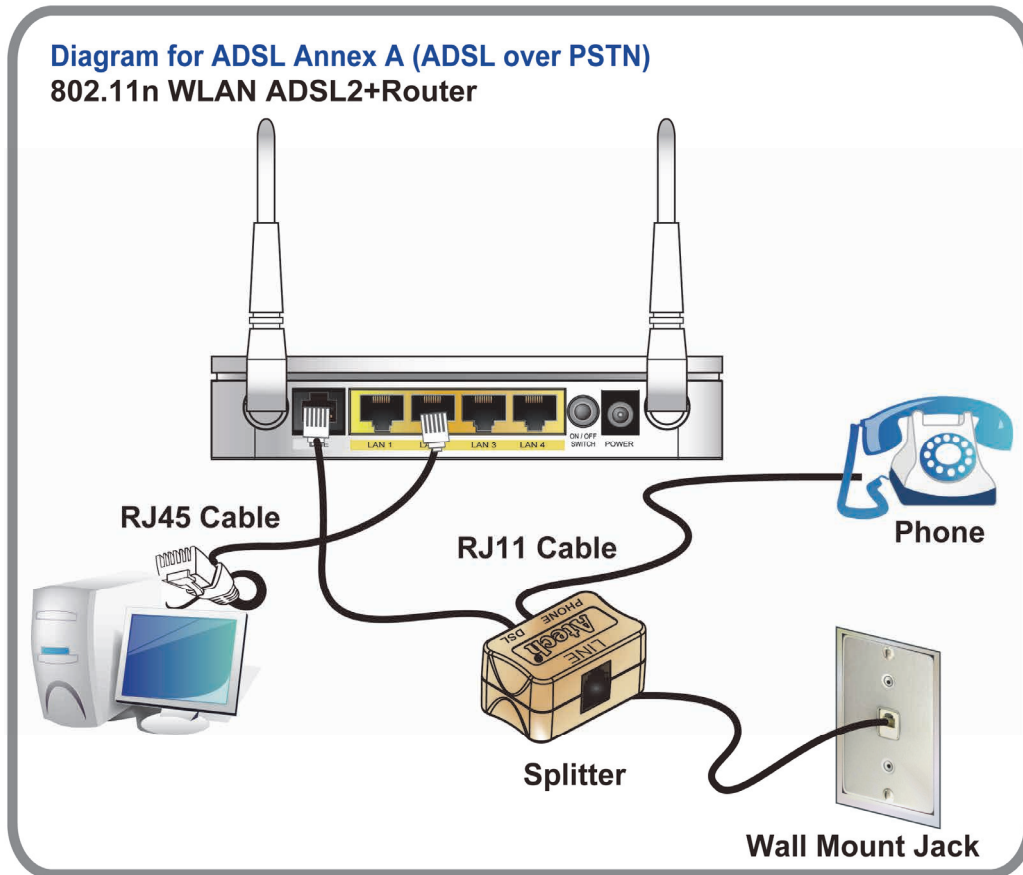 Diagram for ADSL Annex A (ADSL over PSTN)
802.11n WLAN ADSL2+Router
LAN 1
LAN 3
LAN 4
ON / OFF
SWITCH
POWER
RJ45 Cable
RJ11 Cable
Phone
PHONE
DSL
Atech
LINE
Splitter
Wall Mount Jack